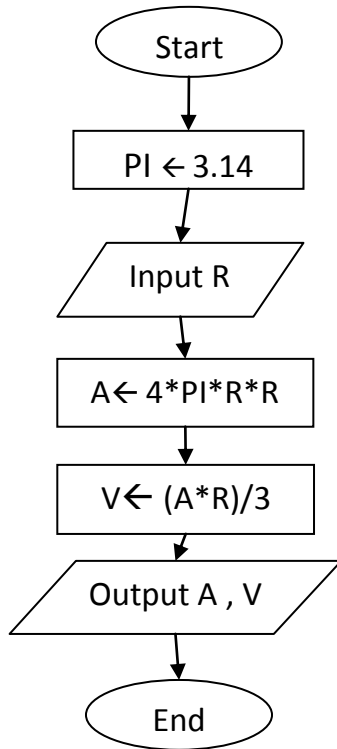 Start
PI ← 3.14
Input R
A← 4*PI*R*R
V← (A*R)/3
Output A , V
End